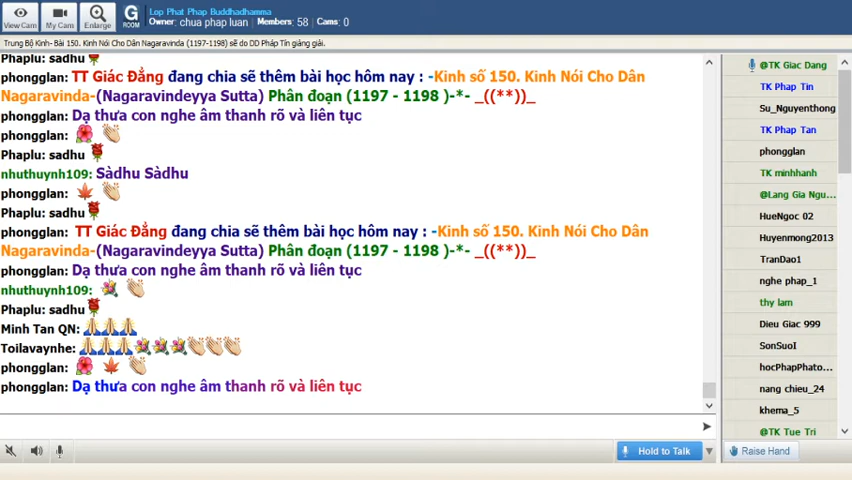 View Cam
My Cam
Enlarge
G
ROOM
Lop Phat Phap Buddhadhamma
Owner: chua phap luan
Members: 58
Cams: 0
Trung Bộ Kinh- Bài 150. Kinh Nói Cho Dân Nagaravinda (1197-1198) sẽ do DD Pháp Tín giảng giải.
Phaplu: sadhu
phongglan: TT Giác Đẳng đang chia sẽ thêm bài học hôm nay : -Kinh số 150. Kinh Nói Cho Dân
Nagaravinda-(Nagaravindeyya Sutta) Phân đoạn (1197 - 1198 )-*- _((**))_
phongglan: Dạ thưa con nghe âm thanh rõ và liên tục
phongglan:
Phaplu: sadhu
nhuthuynh109: Sàdhu Sàdhu
phongglan:
Phaplu: sadhu
phongglan: TT Giác Đẳng đang chia sẽ thêm bài học hôm nay : -Kinh số 150. Kinh Nói Cho Dân
Nagaravinda-(Nagaravindeyya Sutta) Phân đoạn (1197 - 1198 )-*- _((**))_
phongglan: Dạ thưa con nghe âm thanh rõ và liên tục
nhuthuynh109:
Phaplu: sadhu
Minh Tan QN:
Toilavaynhe:
phongglan:
phongglan: Dạ thưa con nghe âm thanh rõ và liên tục
@TK Giac Dang
TK Phap Tin
Su_Nguyenthong
TK Phap Tan
phongglan
TK minhhanh
@Lang Gia Ngu...
HueNgoc 02
Huyenmong2013
TranDao1
nghe phap_1
thy lam
Dieu Giac 999
SonSuoI
hocPhapPhato...
nang chieu_24
khema_5
@TK Tue Tri
Hold to Talk
Raise Hand